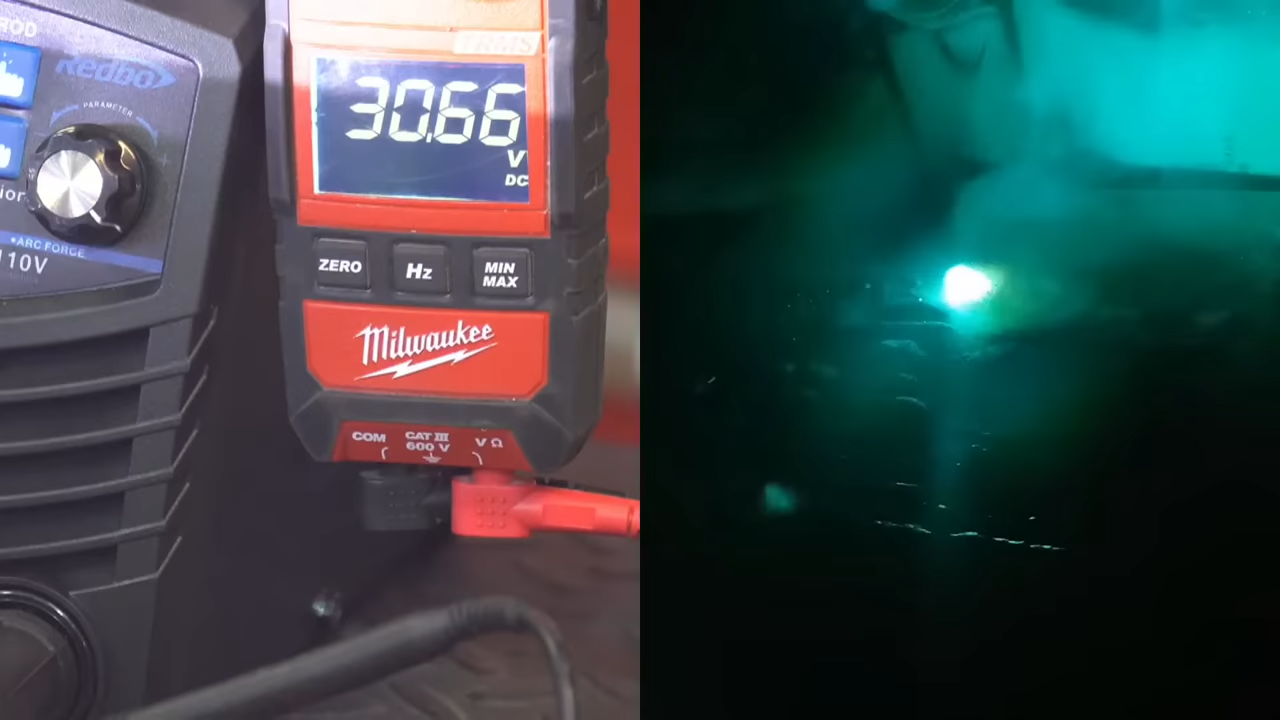 ROD
Redbo
PARAMETER
ion
•ARC FORCE
110V
TRMS
30.66
V
DC
ZERO
Hz
MIN
MAX
Milwaukee
COM
CAT III
600 V
V Ω